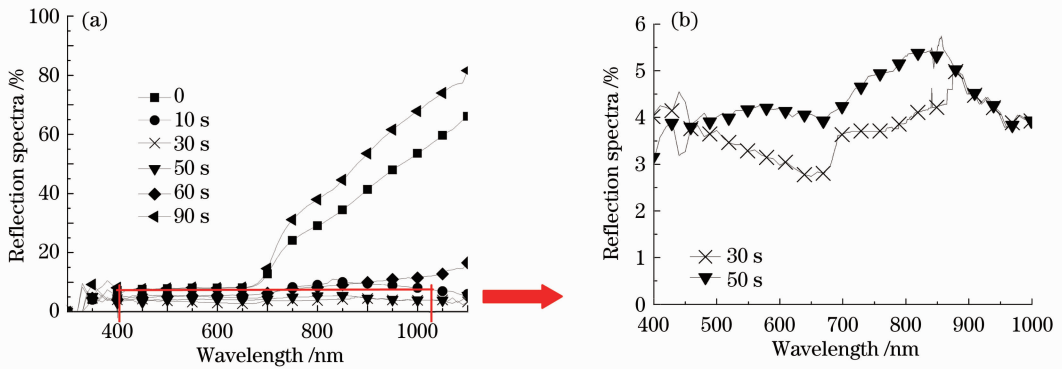 (a)
Reflection spectra /%
100
80
60
40
20
0
0
10 s
30 s
50 s
60 s
90 s
400
600
800
1000
Wavelength /nm
(b)
Reflection spectra /%
6
5
4
3
2
1
0
30 s
50 s
400
500
600
700
800
900
1000
Wavelength /nm